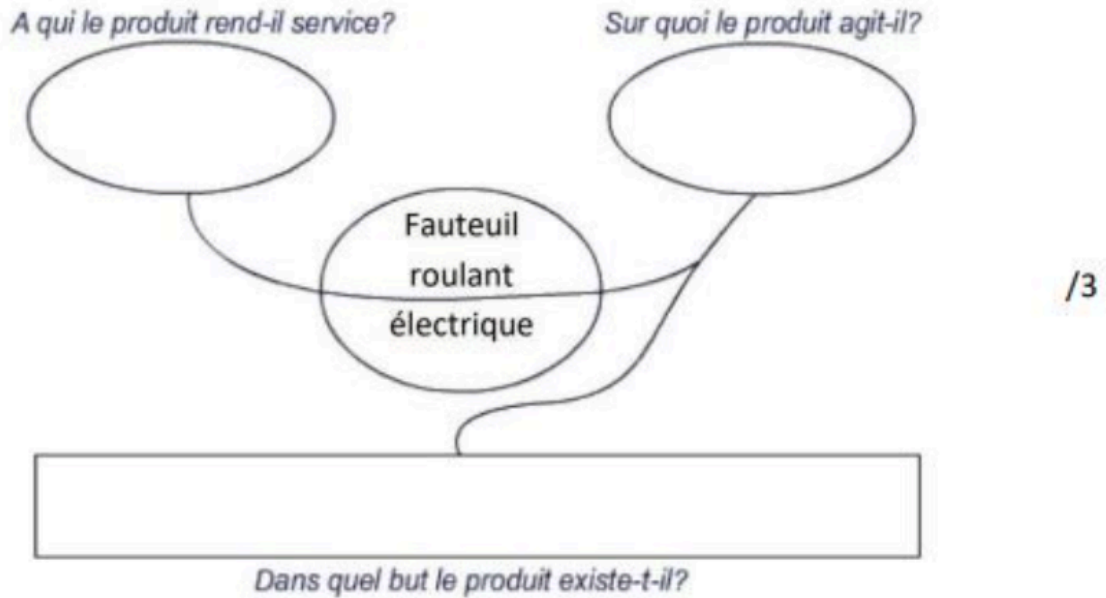 A qui le produit rend-il service?
Sur quoi le produit agit-il?
Fauteuil
roulant
électrique
/3
Dans quel but le produit existe-t-il?